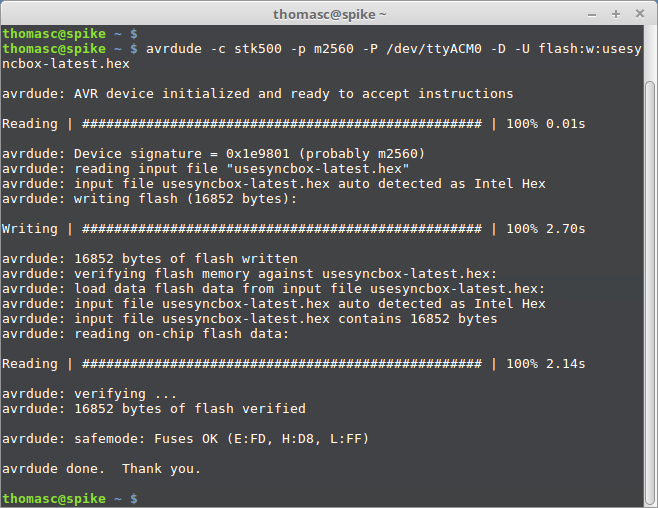 thomasc@spike ~
thomasc@spike ~ $
thomasc@spike ~ $ avrdude -c stk500 -p m2560 -P /dev/ttyACM0 -D -U flash:w:usesy
ncbox-latest.hex
avrdude: AVR device initialized and ready to accept instructions
Reading | ################################################## | 100% 0.01s
avrdude: Device signature = 0x1e9801 (probably m2560)
avrdude: reading input file "usesyncbox-latest.hex"
avrdude: input file usesyncbox-latest.hex auto detected as Intel Hex
avrdude: writing flash (16852 bytes):
Writing | ################################################## | 100% 2.70s
avrdude: 16852 bytes of flash written
avrdude: verifying flash memory against usesyncbox-latest.hex:
avrdude: load data flash data from input file usesyncbox-latest.hex:
avrdude: input file usesyncbox-latest.hex auto detected as Intel Hex
avrdude: input file usesyncbox-latest.hex contains 16852 bytes
avrdude: reading on-chip flash data:
Reading | ################################################## | 100% 2.14s
avrdude: verifying ...
avrdude: 16852 bytes of flash verified
avrdude: safemode: Fuses OK (E:FD, H:D8, L:FF)
avrdude done.  Thank you.
thomasc@spike ~ $